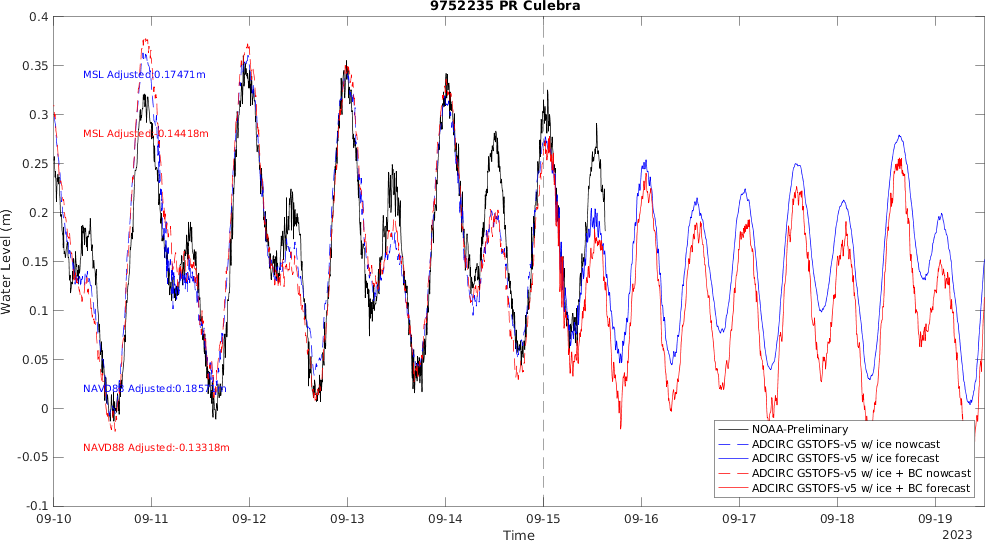 9752235 PR Culebra
0.4
0.35
0.3
0.25
0.2
0.15
0.1
0.05
0
-0.05
-0.1
Water Level (m)
MSL Adjusted:0.17471m
MSL Adjusted:-0.14418m
NAVD88 Adjusted:-0.13318m
NOAA-Preliminary
ADCIRC GSTOFS-v5 w/ ice nowcast
ADCIRC GSTOFS-v5 w/ ice forecast
ADCIRC GSTOFS-v5 w/ ice + BC nowcast
ADCIRC GSTOFS-v5 w/ ice + BC forecast
09-10 09-11 09-12 09-13 09-14 09-15 09-16 09-17 09-18 09-19
Time
2023